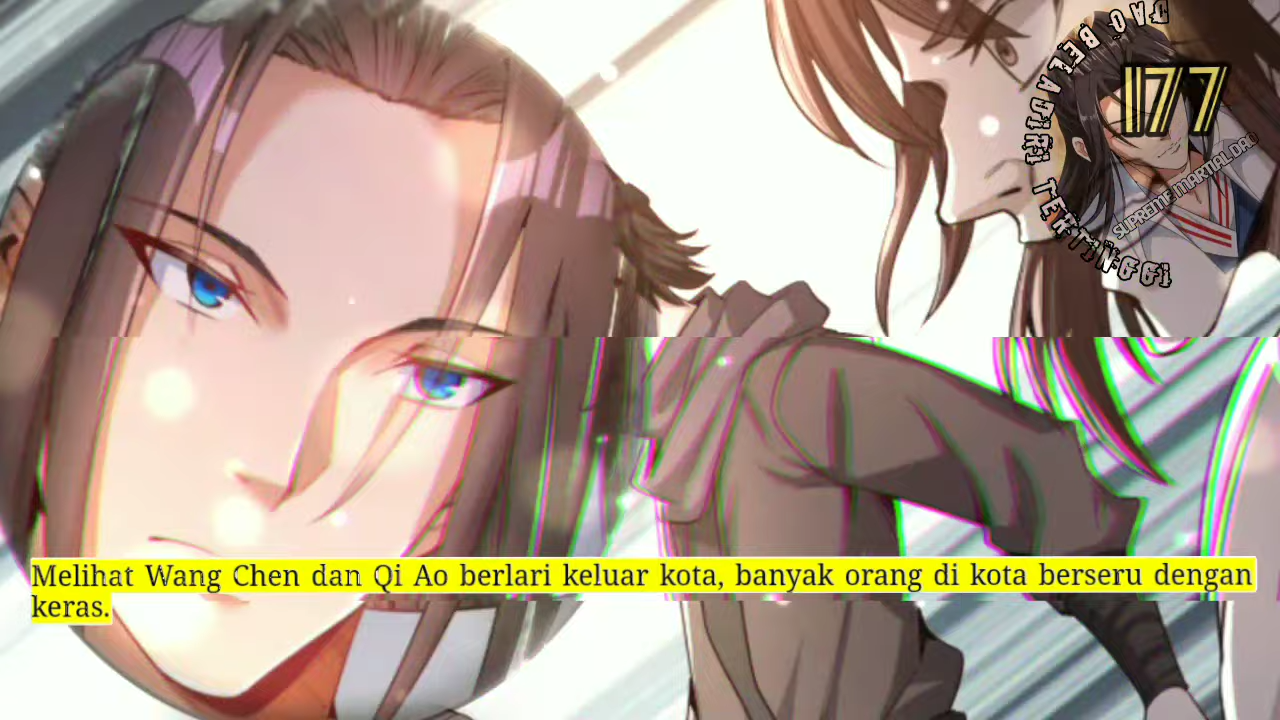 DAO BELADIRI TERTINGGI
177
SUPREME MARTIAL DAO
Melihat Wang Chen dan Qi Ao berlari keluar kota, banyak orang di kota berseru dengan
keras.